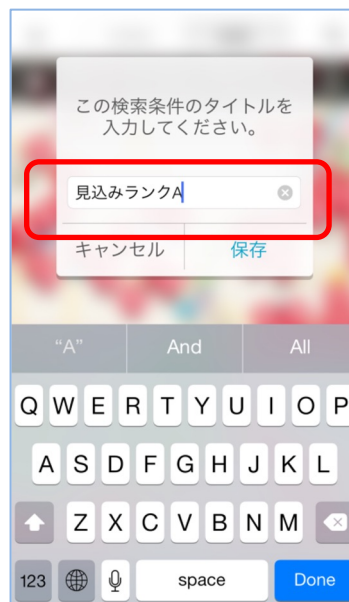 この検索条件のタイトルを
入力してください。
見込みランクA
キャンセル 保存
“A” And All
Q W E R T Y U I O P
A S D F G H J K L
Z X C V B N M
123 space Done